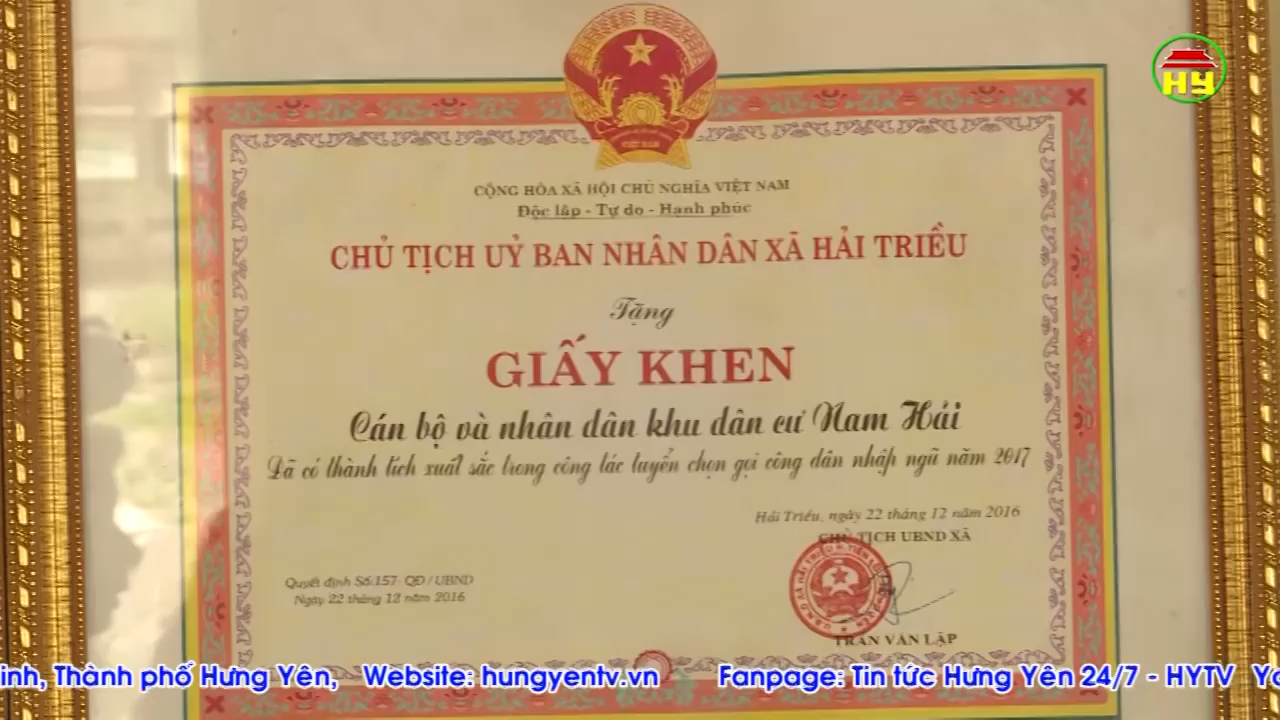 HY
VIỆT NAM
CỘNG HÒA XÃ HỘI CHỦ NGHĨA VIỆT NAM
Độc lập - Tự do - Hạnh phúc
CHỦ TỊCH UỶ BAN NHÂN DÂN XÃ HẢI TRIỀU
Tặng
GIẤY KHEN
Cán bộ và nhân dân khu dân cư Nam Hải
Đã có thành tích xuất sắc trong công tác tuyển chọn gọi công dân nhập ngũ năm 2017
Hải Triều, ngày 22 tháng 12 năm 2016
CHỦ TỊCH UBND XÃ
Quyết định Số:157- QĐ / UBND
Ngày 22 tháng 12 năm 2016
TRẦN VĂN LẬP
inh, Thành phố Hưng Yên, Website: hungyentv.vn Fanpage: Tin tức Hưng Yên 24/7 - HYTV Yo